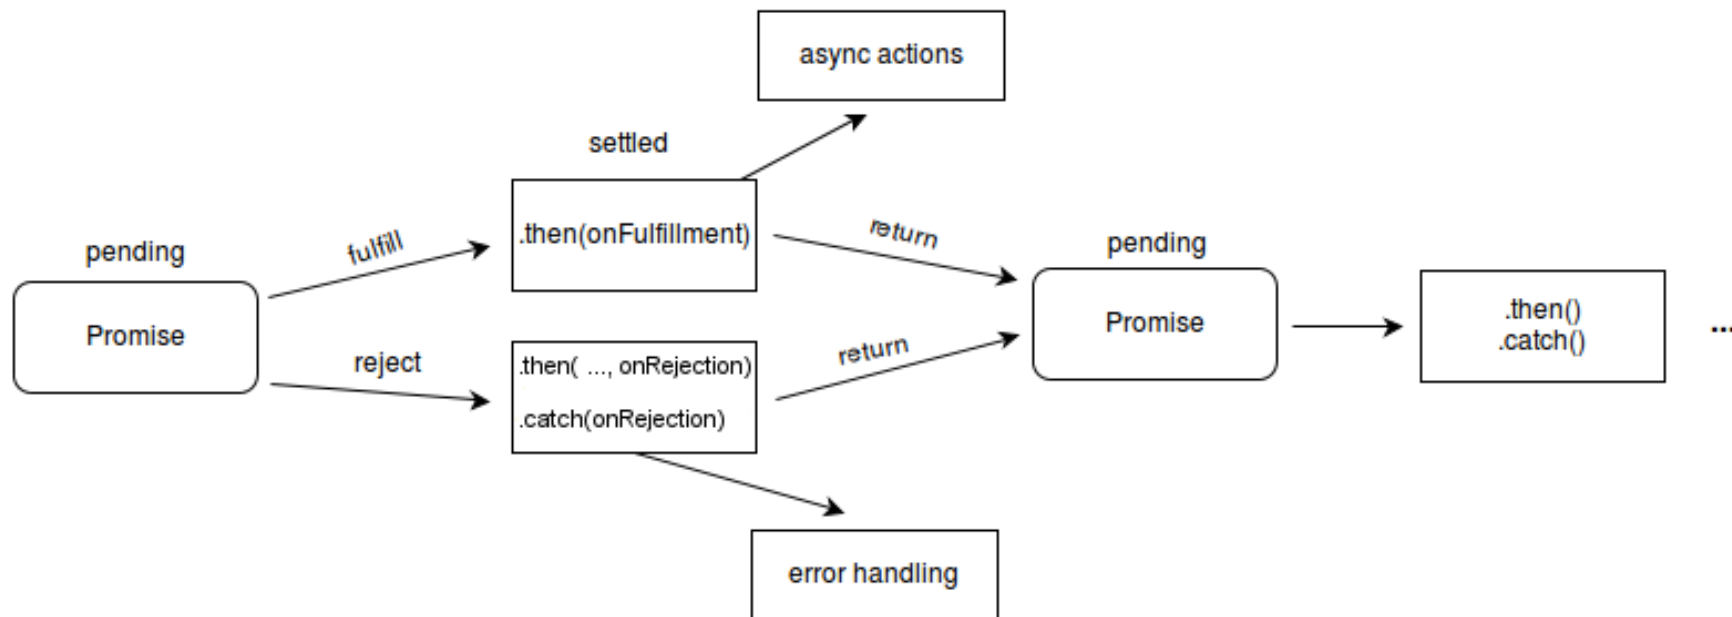 async actions
settled
.then(onFulfillment)
pending
Promise
fulfill
reject
.then( ..., onRejection)
.catch(onRejection)
return
return
pending
Promise
.then()
.catch()
...
error handling